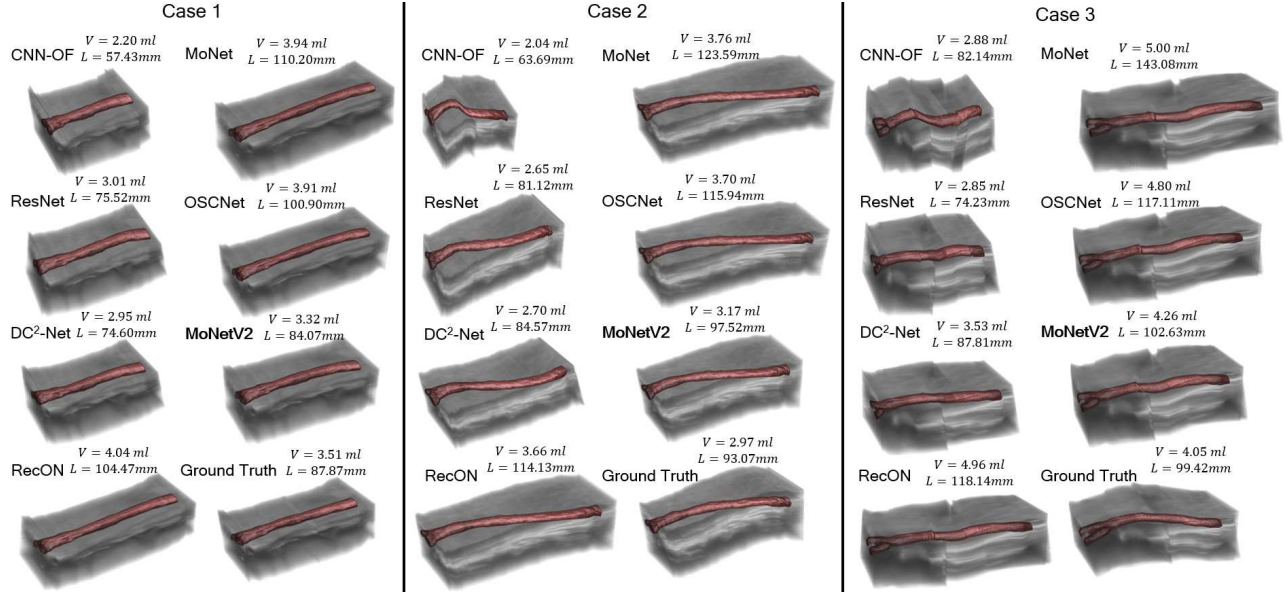 Case 1
CNN-OF
V = 2.20 ml
L = 57.43mm
MoNet
V = 3.94 ml
L = 110.20mm
ResNet
V = 3.01 ml
L = 75.52mm
OSCNet
V = 3.91 ml
L = 100.90mm
DC²-Net
V = 2.95 ml
L = 74.60mm
MoNetV2
V = 3.32 ml
L = 84.07mm
RecON
V = 4.04 ml
L = 104.47mm
Ground Truth
V = 3.51 ml
L = 87.87mm
Case 2
CNN-OF
V = 2.04 ml
L = 63.69mm
MoNet
V = 3.76 ml
L = 123.59mm
ResNet
V = 2.65 ml
L = 81.12mm
OSCNet
V = 3.70 ml
L = 115.94mm
DC²-Net
V = 2.70 ml
L = 84.57mm
MoNetV2
V = 3.17 ml
L = 97.52mm
RecON
V = 3.66 ml
L = 114.13mm
Ground Truth
V = 2.97 ml
L = 93.07mm
Case 3
CNN-OF
V = 2.88 ml
L = 82.14mm
MoNet
V = 5.00 ml
L = 143.08mm
ResNet
V = 2.85 ml
L = 74.23mm
OSCNet
V = 4.80 ml
L = 117.11mm
DC²-Net
V = 3.53 ml
L = 87.81mm
MoNetV2
V = 4.26 ml
L = 102.63mm
RecON
V = 4.96 ml
L = 118.14mm
Ground Truth
V = 4.05 ml
L = 99.42mm